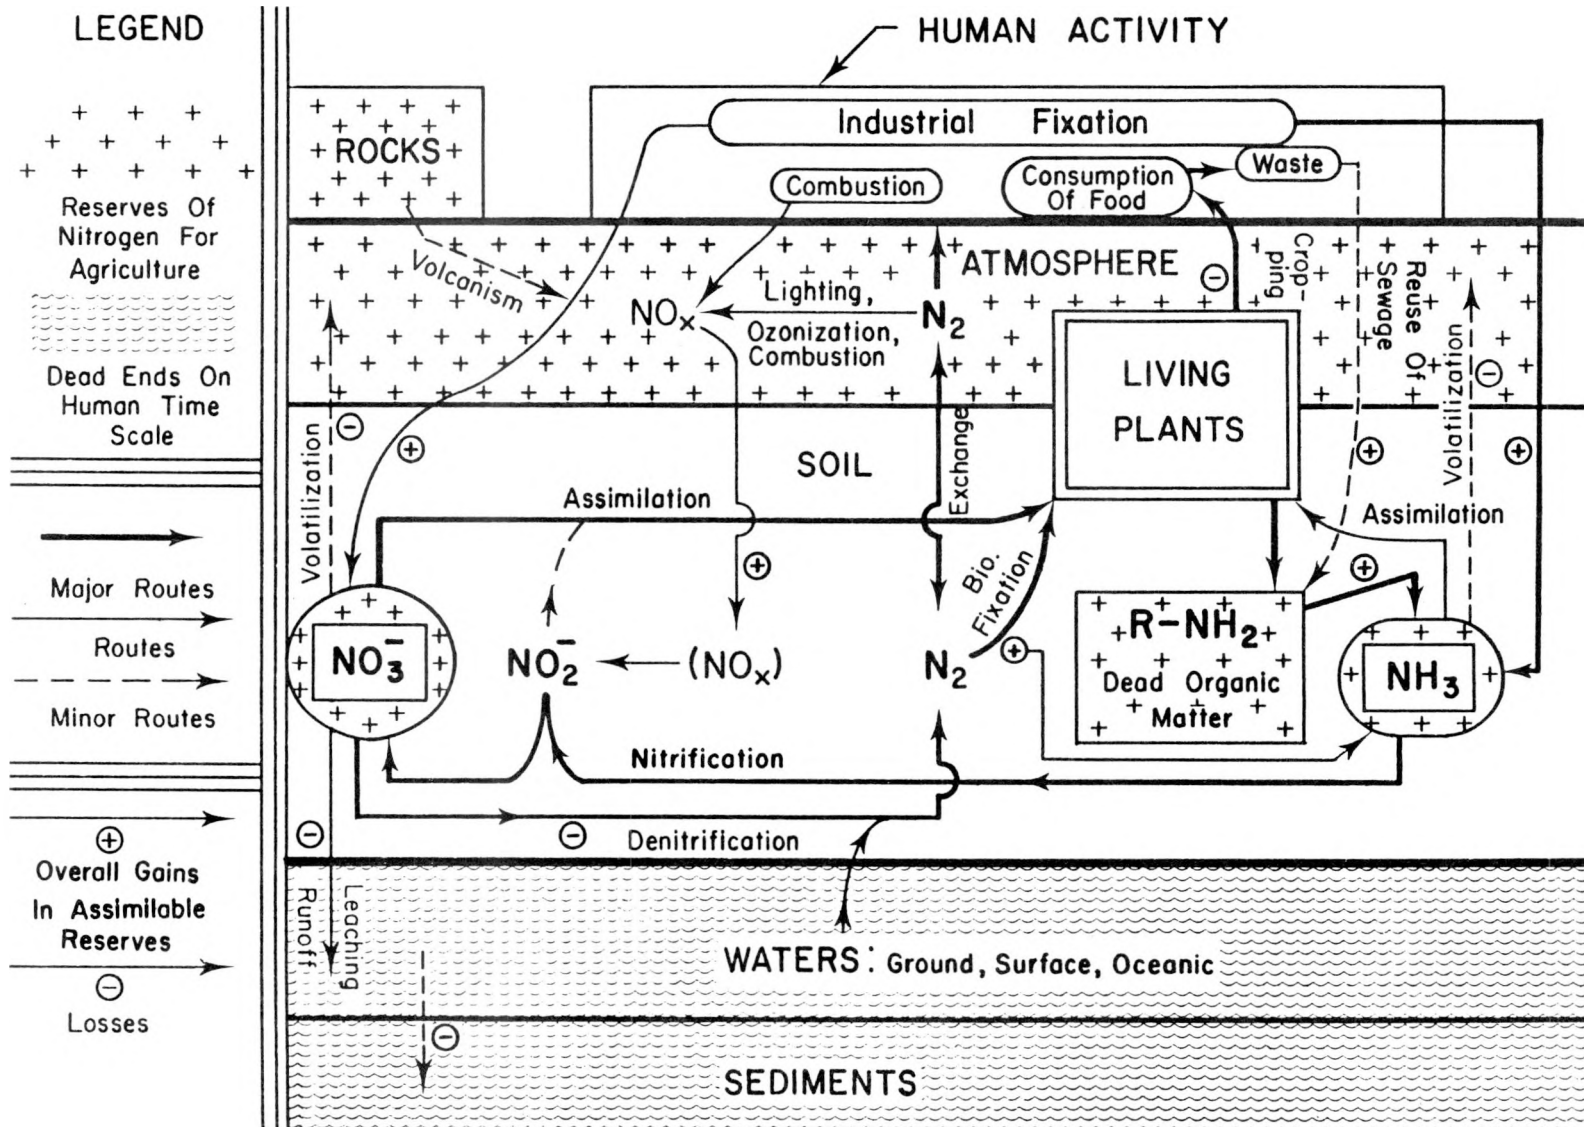 LEGEND
Reserves Of
Nitrogen For
Agriculture
Dead Ends On
Human Time
Scale
Major Routes
Routes
Minor Routes
⊕
Overall Gains
In Assimilable
Reserves
⊖
Losses
HUMAN ACTIVITY
Industrial Fixation
ROCKS
Combustion
Consumption
Of Food
Waste
Volcanism
ATMOSPHERE
NOx
Lighting,
Ozonization,
Combustion
N2
⊖
Crop-
ping
Reuse Of
Sewage
Volatilization
⊖
LIVING
PLANTS
Volatilization
⊖
⊕
SOIL
Exchange
⊕
⊕
Assimilation
Assimilation
⊕
Bio.
Fixation
⊕
NO3-
NO2-
(NOx)
N2
⊕
R-NH2
Dead Organic
Matter
NH3
Nitrification
⊖
⊖
Denitrification
Leaching
Runoff
WATERS: Ground, Surface, Oceanic
⊖
SEDIMENTS